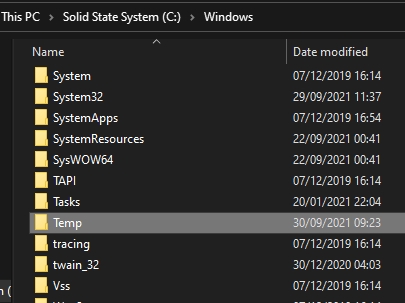 This PC > Solid State System (C:) > Windows
Name Date modified
System 07/12/2019 16:14
System32 29/09/2021 11:37
SystemApps 07/12/2019 16:54
SystemResources 22/09/2021 00:41
SysWOW64 22/09/2021 00:41
TAPI 07/12/2019 16:14
Tasks 20/01/2021 22:04
Temp 30/09/2021 09:23
tracing 07/12/2019 16:14
twain_32 30/12/2020 04:03
Vss 07/12/2019 16:14